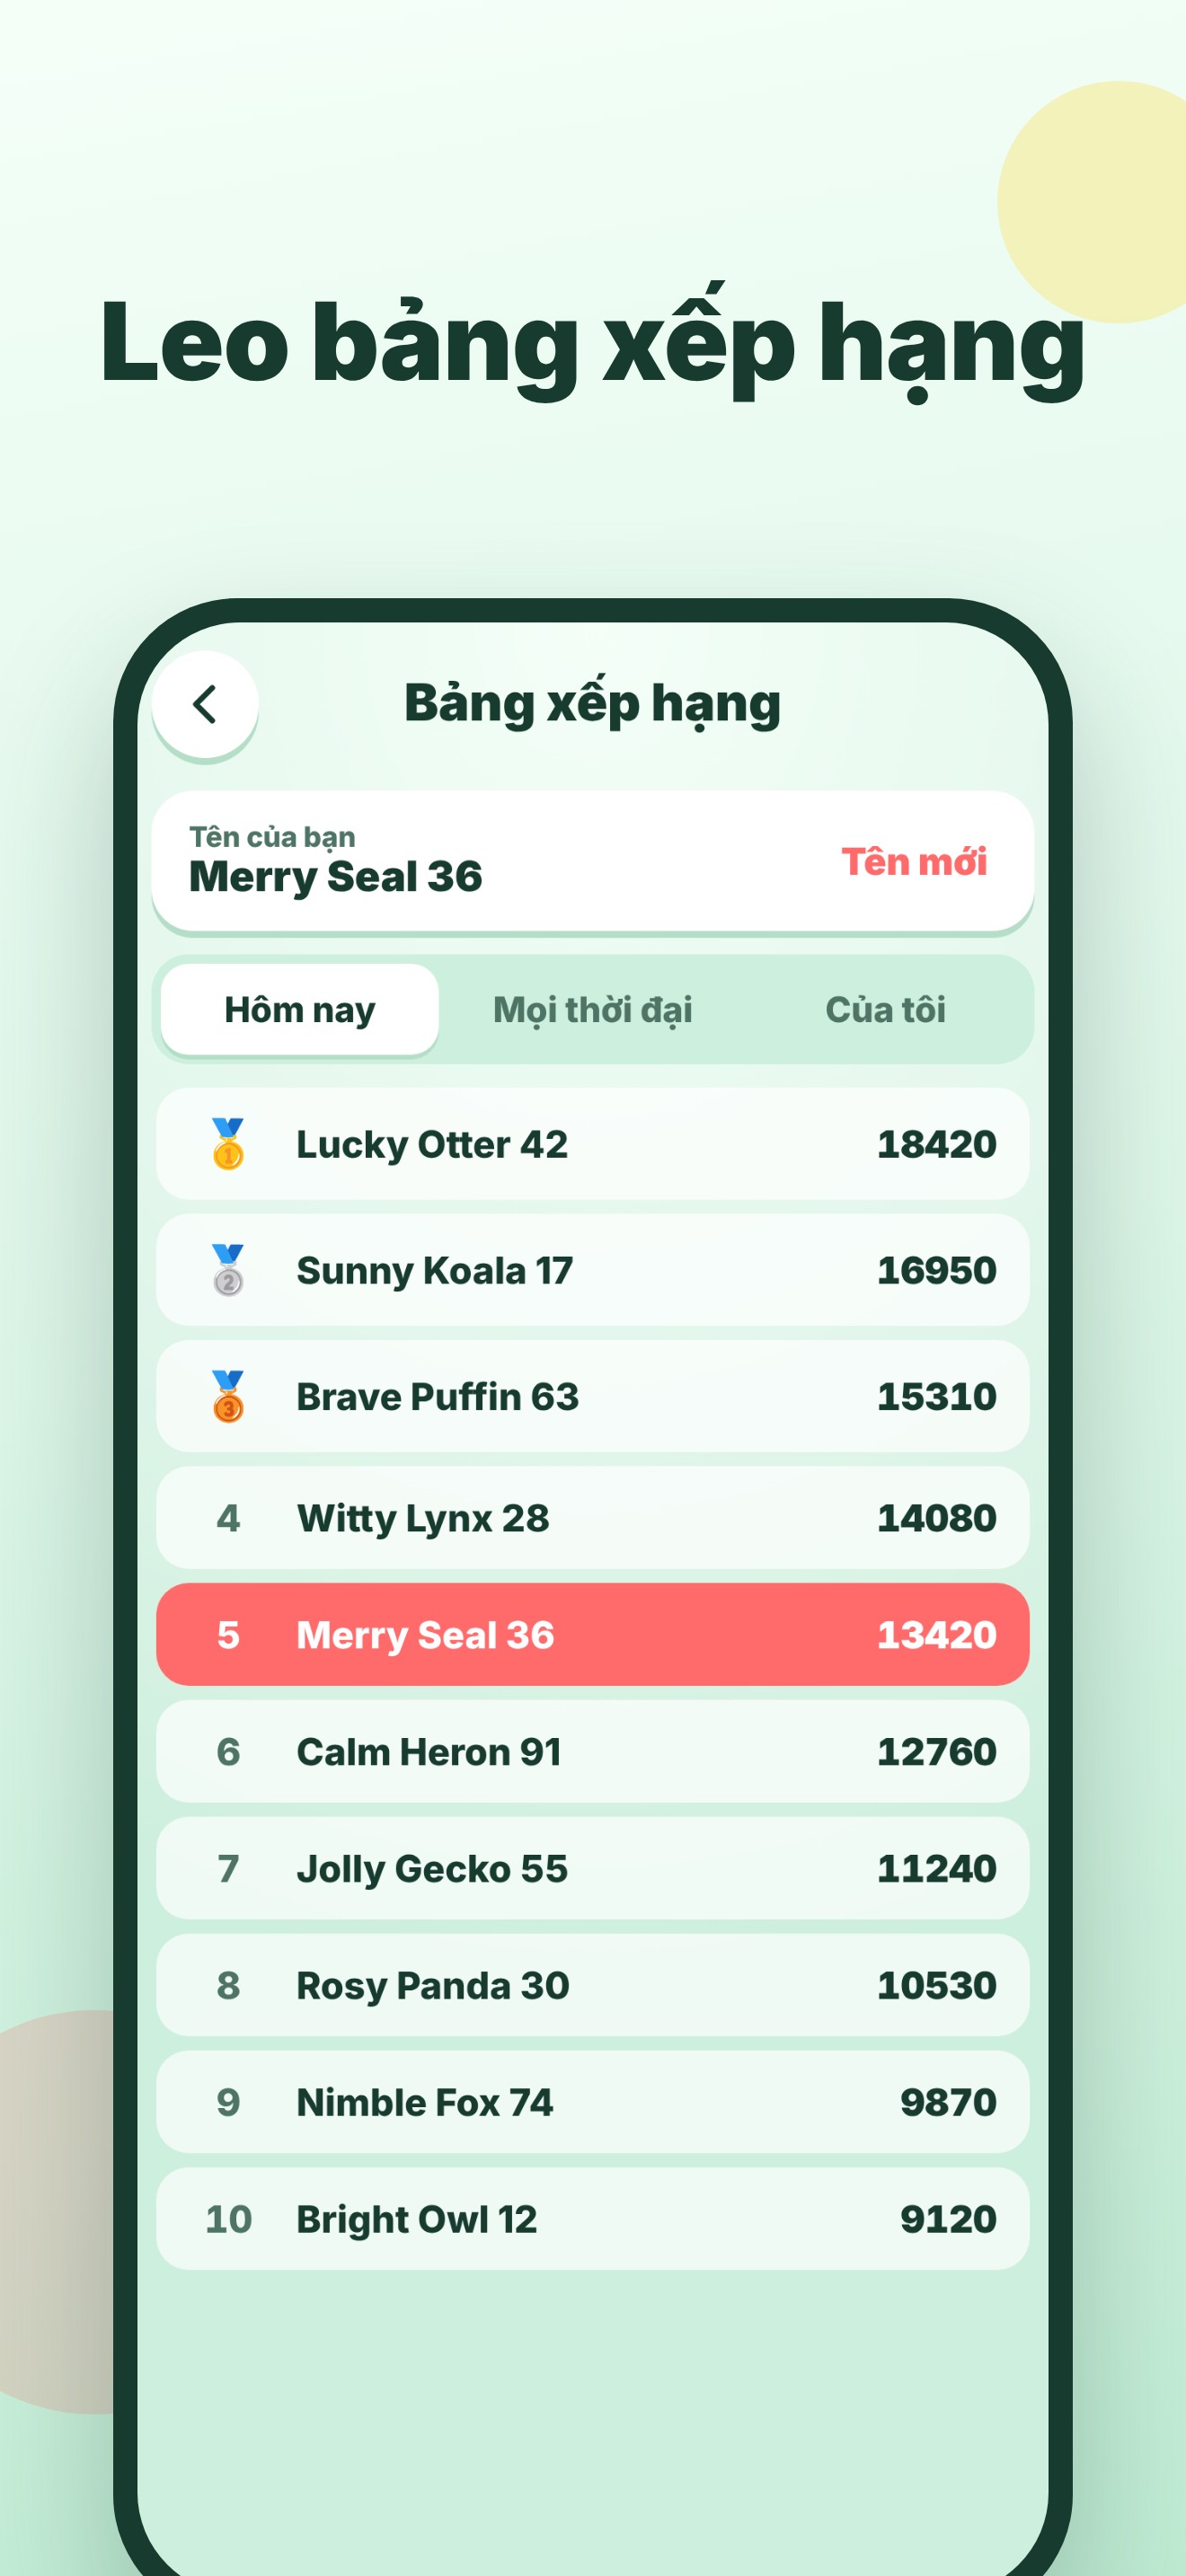 Leo bảng xếp hạng
Bảng xếp hạng
Tên của bạn
Merry Seal 36
Tên mới
Hôm nay
Mọi thời đại
Của tôi
1 Lucky Otter 42 18420
2 Sunny Koala 17 16950
3 Brave Puffin 63 15310
4 Witty Lynx 28 14080
5 Merry Seal 36 13420
6 Calm Heron 91 12760
7 Jolly Gecko 55 11240
8 Rosy Panda 30 10530
9 Nimble Fox 74 9870
10 Bright Owl 12 9120